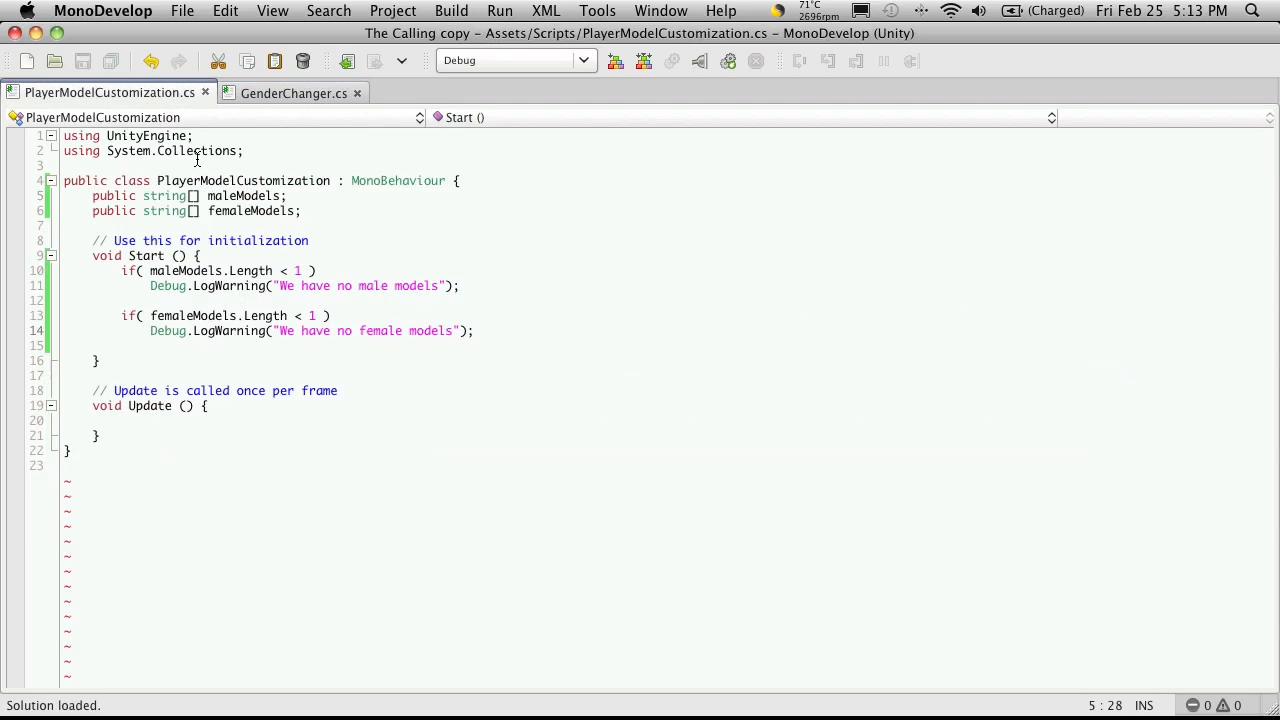 MonoDevelop File Edit View Search Project Build Run XML Tools Window Help 71°C 2696rpm (Charged) Fri Feb 25 5:13 PM
The Calling copy – Assets/Scripts/PlayerModelCustomization.cs – MonoDevelop (Unity)
Debug
PlayerModelCustomization.cs GenderChanger.cs
PlayerModelCustomization Start ()
1 using UnityEngine;
2 using System.Collections;
3
4 public class PlayerModelCustomization : MonoBehaviour {
5 public string[] maleModels;
6 public string[] femaleModels;
7
8 // Use this for initialization
9 void Start () {
10 if( maleModels.Length < 1 )
11 Debug.LogWarning("We have no male models");
12
13 if( femaleModels.Length < 1 )
14 Debug.LogWarning("We have no female models");
15
16 }
17
18 // Update is called once per frame
19 void Update () {
20
21 }
22 }
23
~
~
~
~
~
~
~
~
~
~
~
~
~
~
Solution loaded. 5 : 28 INS 0 0